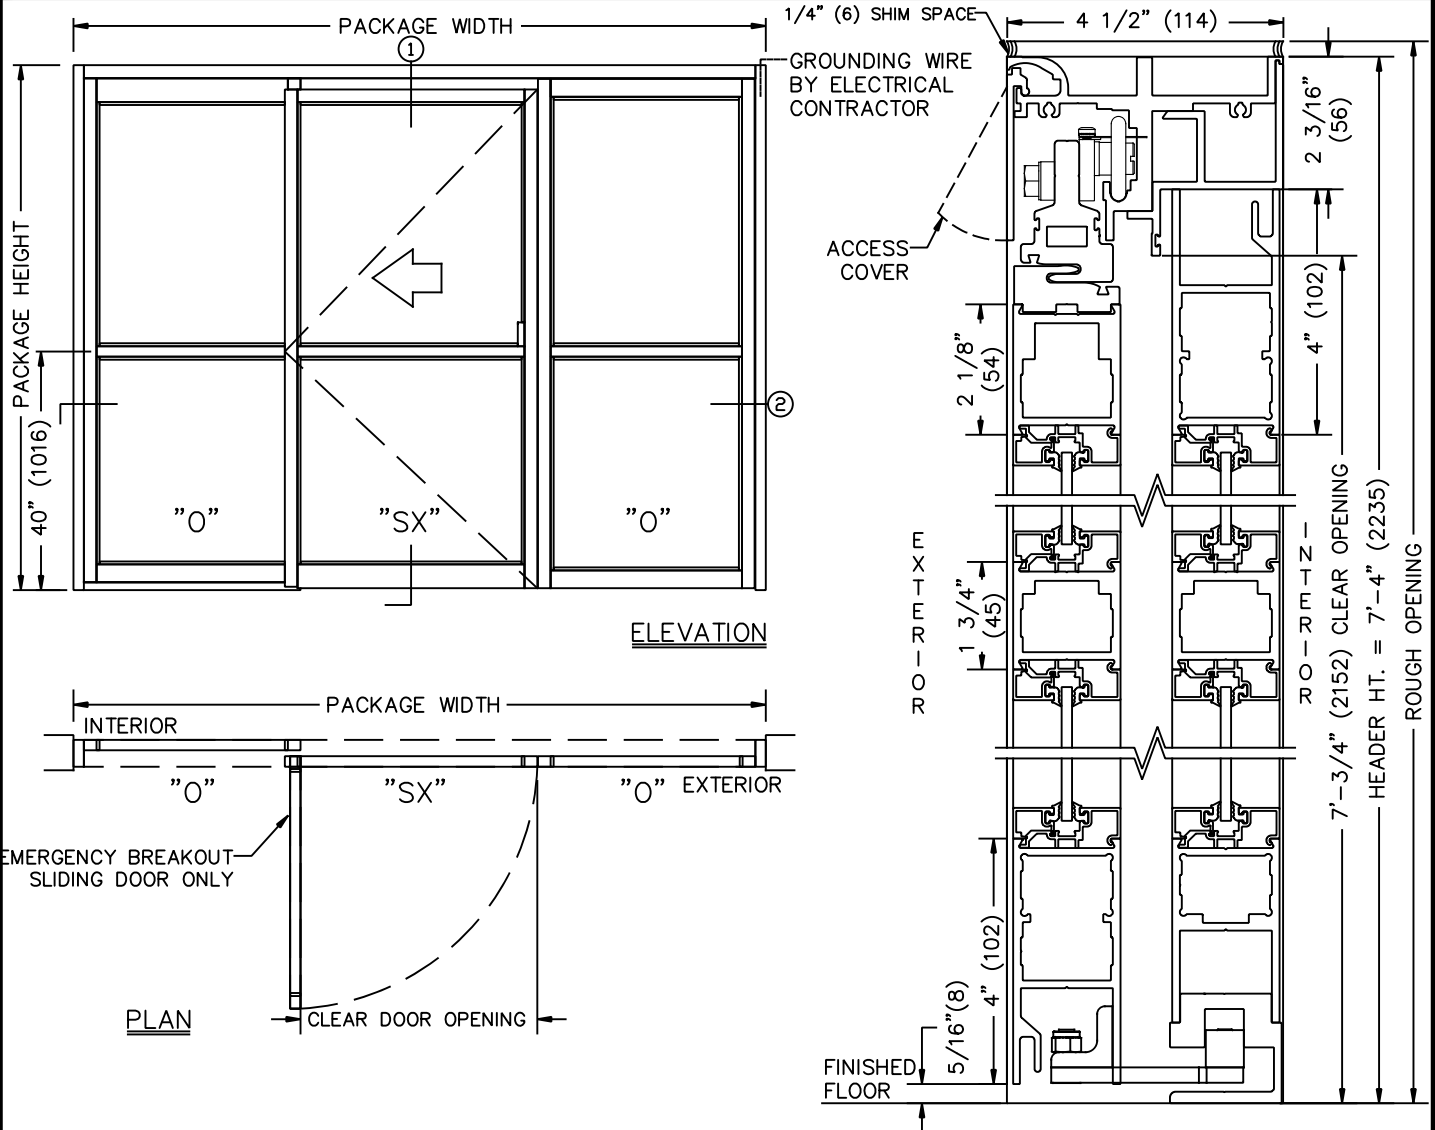 PACKAGE WIDTH
1
GROUNDING WIRE
BY ELECTRICAL
CONTRACTOR
PACKAGE HEIGHT
40” (1016)
2
”O”
”SX”
”O”
ELEVATION
PACKAGE WIDTH
INTERIOR
”O”
”SX”
”O”
EXTERIOR
EMERGENCY BREAKOUT
SLIDING DOOR ONLY
PLAN
CLEAR DOOR OPENING
1/4” (6) SHIM SPACE
4 1/2” (114)
2 3/16”
(56)
ACCESS
COVER
4” (102)
2 1/8”
(54)
EXTERIOR
INTERIOR
1 3/4”
(45)
7’-3/4” (2152) CLEAR OPENING
HEADER HT. = 7’-4” (2235)
ROUGH OPENING
4” (102)
5/16”(8)
FINISHED
FLOOR